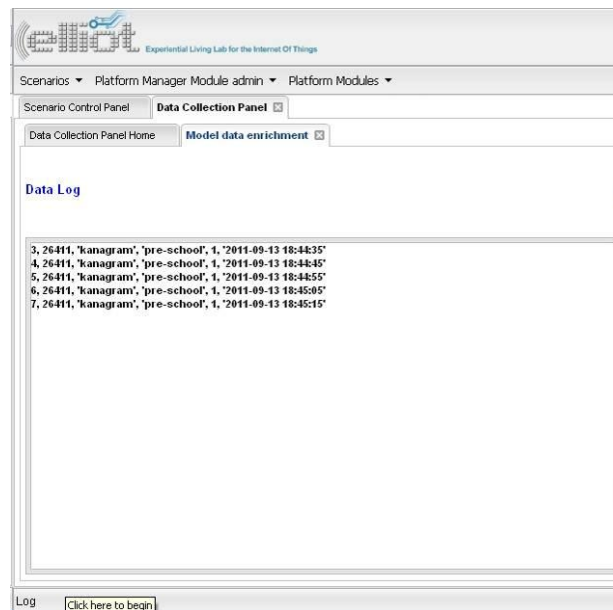 elliot Experiential Living Lab for the Internet Of Things
Scenarios Platform Manager Module admin Platform Modules
Scenario Control Panel Data Collection Panel
Data Collection Panel Home Model data enrichment
Data Log
3, 26411, 'kanagram', 'pre-school', 1, '2011-09-13 18:44:35'
4, 26411, 'kanagram', 'pre-school', 1, '2011-09-13 18:44:45'
5, 26411, 'kanagram', 'pre-school', 1, '2011-09-13 18:44:55'
6, 26411, 'kanagram', 'pre-school', 1, '2011-09-13 18:45:05'
7, 26411, 'kanagram', 'pre-school', 1, '2011-09-13 18:45:15'
Log Click here to begin